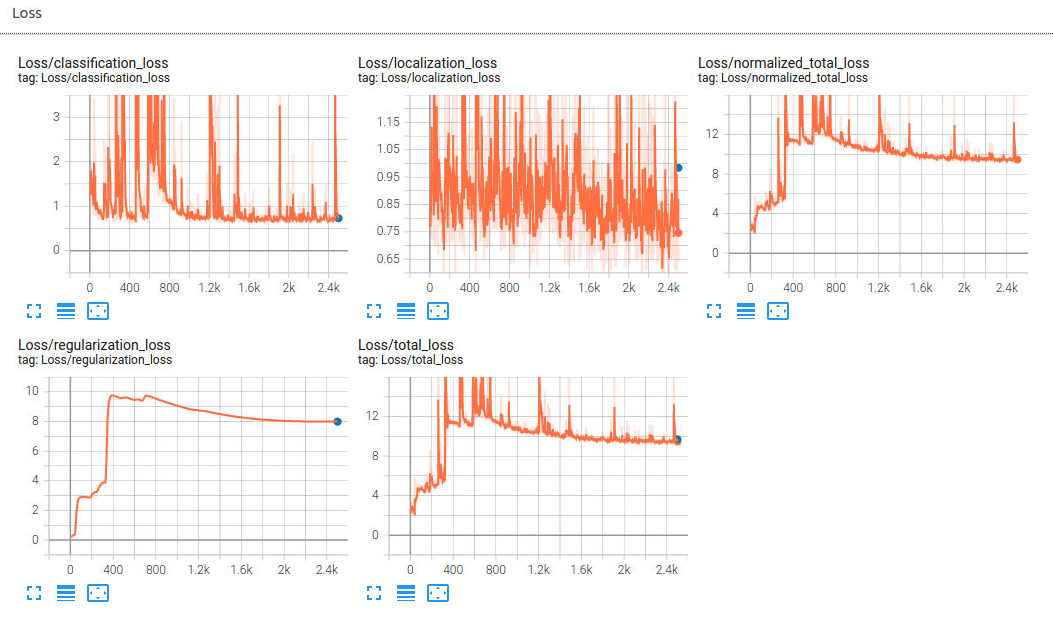 Loss
Loss/classification_loss
tag: Loss/classification_loss
3
2
1
0
0 400 800 1.2k 1.6k 2k 2.4k
Loss/localization_loss
tag: Loss/localization_loss
1.15
1.05
0.95
0.85
0.75
0.65
0 400 800 1.2k 1.6k 2k 2.4k
Loss/normalized_total_loss
tag: Loss/normalized_total_loss
12
8
4
0
0 400 800 1.2k 1.6k 2k 2.4k
Loss/regularization_loss
tag: Loss/regularization_loss
10
8
6
4
2
0
0 400 800 1.2k 1.6k 2k 2.4k
Loss/total_loss
tag: Loss/total_loss
12
8
4
0
0 400 800 1.2k 1.6k 2k 2.4k